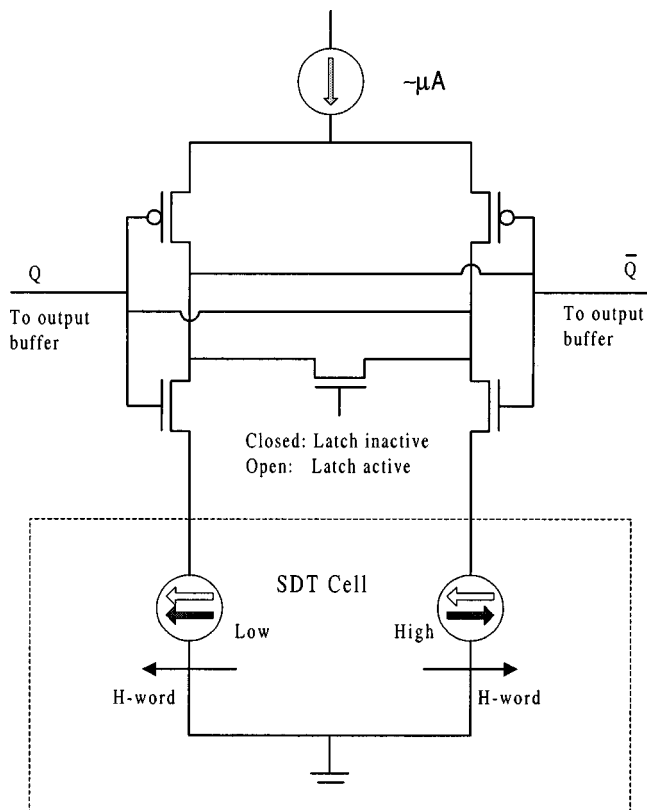 ~μA
Q
Q̅
To output
buffer
To output
buffer
Closed: Latch inactive
Open: Latch active
SDT Cell
Low
High
H-word
H-word